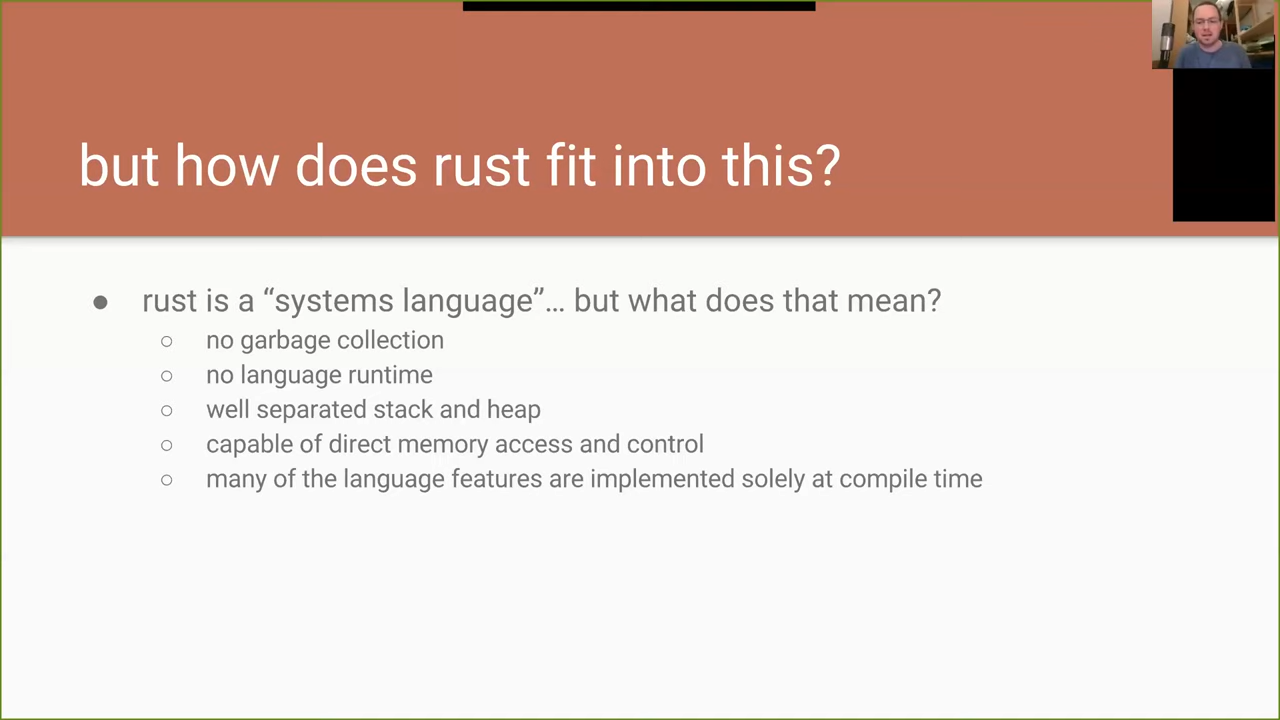 but how does rust fit into this?
● rust is a “systems language”... but what does that mean?
○ no garbage collection
○ no language runtime
○ well separated stack and heap
○ capable of direct memory access and control
○ many of the language features are implemented solely at compile time